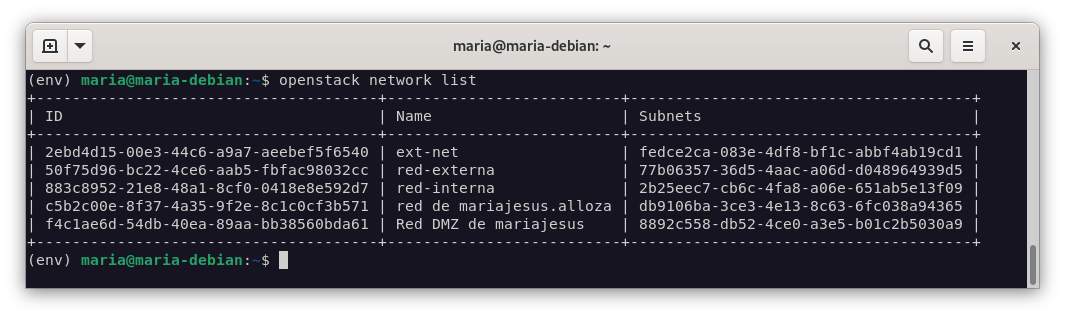 maria@maria-debian: ~
(env) maria@maria-debian:~$ openstack network list
+--------------------------------------+---------------------------+--------------------------------------+
| ID                                   | Name                      | Subnets                              |
+--------------------------------------+---------------------------+--------------------------------------+
| 2ebd4d15-00e3-44c6-a9a7-aeebef5f6540 | ext-net                   | fedce2ca-083e-4df8-bf1c-abbf4ab19cd1 |
| 50f75d96-bc22-4ce6-aab5-fbfac98032cc | red-externa               | 77b06357-36d5-4aac-a06d-d048964939d5 |
| 883c8952-21e8-48a1-8cf0-0418e8e592d7 | red-interna               | 2b25eec7-cb6c-4fa8-a06e-651ab5e13f09 |
| c5b2c00e-8f37-4a35-9f2e-8c1c0cf3b571 | red de mariajesus.alloza  | db9106ba-3ce3-4e13-8c63-6fc038a94365 |
| f4c1ae6d-54db-40ea-89aa-bb38560bda61 | Red DMZ de mariajesus     | 8892c558-db52-4ce0-a3e5-b01c2b5030a9 |
+--------------------------------------+---------------------------+--------------------------------------+
(env) maria@maria-debian:~$